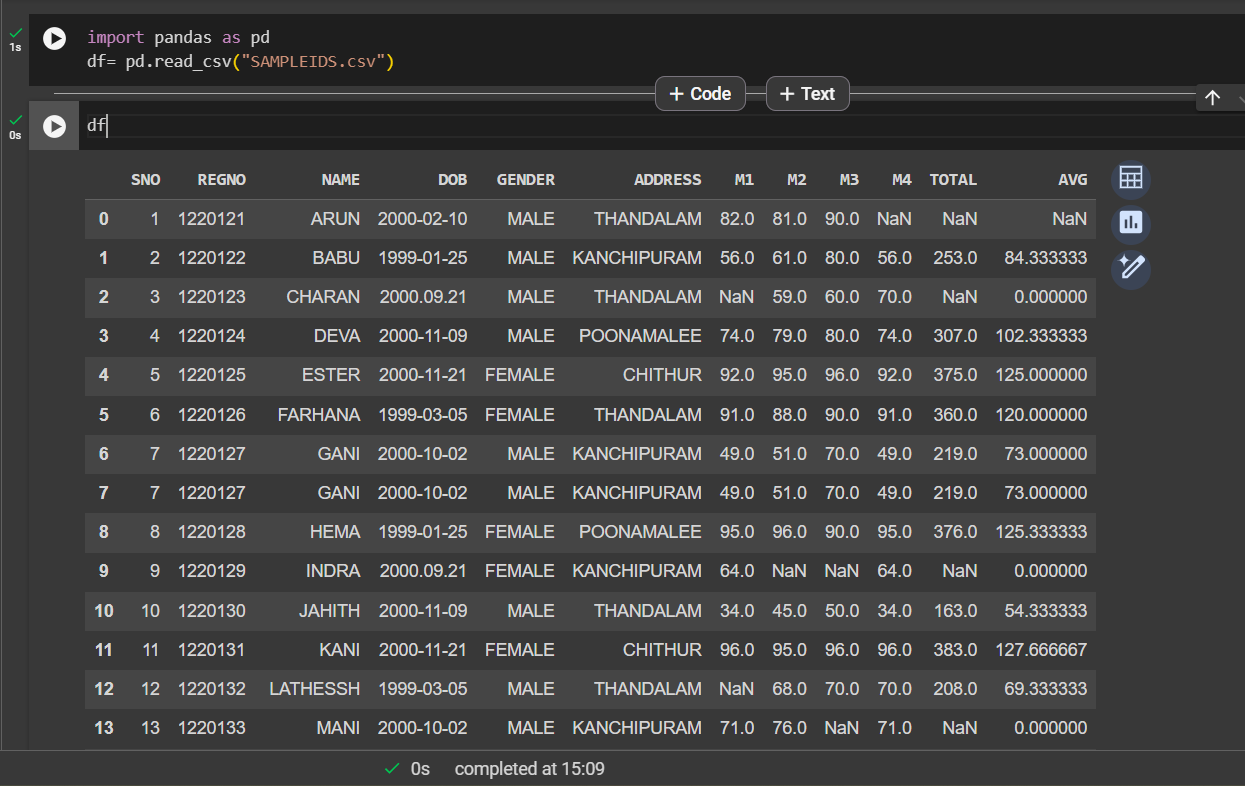 1s
import pandas as pd
df= pd.read_csv("SAMPLEIDS.csv")
+ Code + Text
0s
df
SNO REGNO NAME DOB GENDER ADDRESS M1 M2 M3 M4 TOTAL AVG
0 1 1220121 ARUN 2000-02-10 MALE THANDALAM 82.0 81.0 90.0 NaN NaN NaN
1 2 1220122 BABU 1999-01-25 MALE KANCHIPURAM 56.0 61.0 80.0 56.0 253.0 84.333333
2 3 1220123 CHARAN 2000.09.21 MALE THANDALAM NaN 59.0 60.0 70.0 NaN 0.000000
3 4 1220124 DEVA 2000-11-09 MALE POONAMALEE 74.0 79.0 80.0 74.0 307.0 102.333333
4 5 1220125 ESTER 2000-11-21 FEMALE CHITHUR 92.0 95.0 96.0 92.0 375.0 125.000000
5 6 1220126 FARHANA 1999-03-05 FEMALE THANDALAM 91.0 88.0 90.0 91.0 360.0 120.000000
6 7 1220127 GANI 2000-10-02 MALE KANCHIPURAM 49.0 51.0 70.0 49.0 219.0 73.000000
7 7 1220127 GANI 2000-10-02 MALE KANCHIPURAM 49.0 51.0 70.0 49.0 219.0 73.000000
8 8 1220128 HEMA 1999-01-25 FEMALE POONAMALEE 95.0 96.0 90.0 95.0 376.0 125.333333
9 9 1220129 INDRA 2000.09.21 FEMALE KANCHIPURAM 64.0 NaN NaN 64.0 NaN 0.000000
10 10 1220130 JAHITH 2000-11-09 MALE THANDALAM 34.0 45.0 50.0 34.0 163.0 54.333333
11 11 1220131 KANI 2000-11-21 FEMALE CHITHUR 96.0 95.0 96.0 96.0 383.0 127.666667
12 12 1220132 LATHESSH 1999-03-05 MALE THANDALAM NaN 68.0 70.0 70.0 208.0 69.333333
13 13 1220133 MANI 2000-10-02 MALE KANCHIPURAM 71.0 76.0 NaN 71.0 NaN 0.000000
0s completed at 15:09